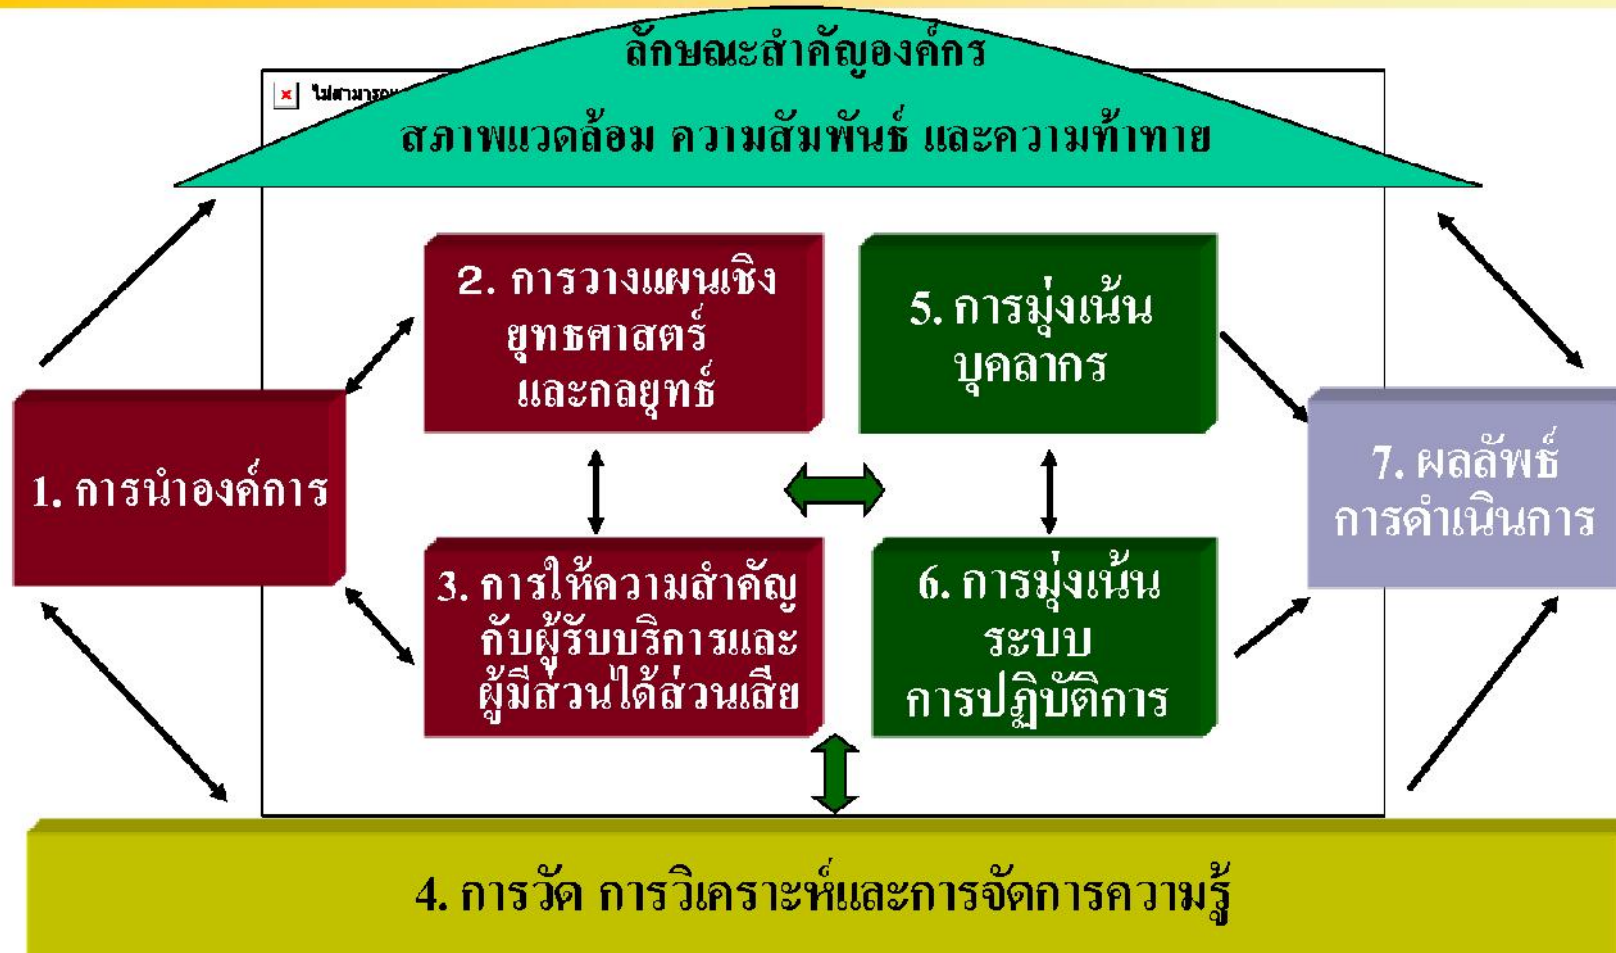 ลักษณะสำคัญองค์กร
สภาพแวดล้อม ความสัมพันธ์ และความท้าทาย
2. การวางแผนเชิง
ยุทธศาสตร์
และกลยุทธ์
5. การมุ่งเน้น
บุคลากร
1. การนำองค์การ
7. ผลลัพธ์
การดำเนินการ
3. การให้ความสำคัญ
กับผู้รับบริการและ
ผู้มีส่วนได้ส่วนเสีย
6. การมุ่งเน้น
ระบบ
การปฏิบัติการ
4. การวัด การวิเคราะห์และการจัดการความรู้